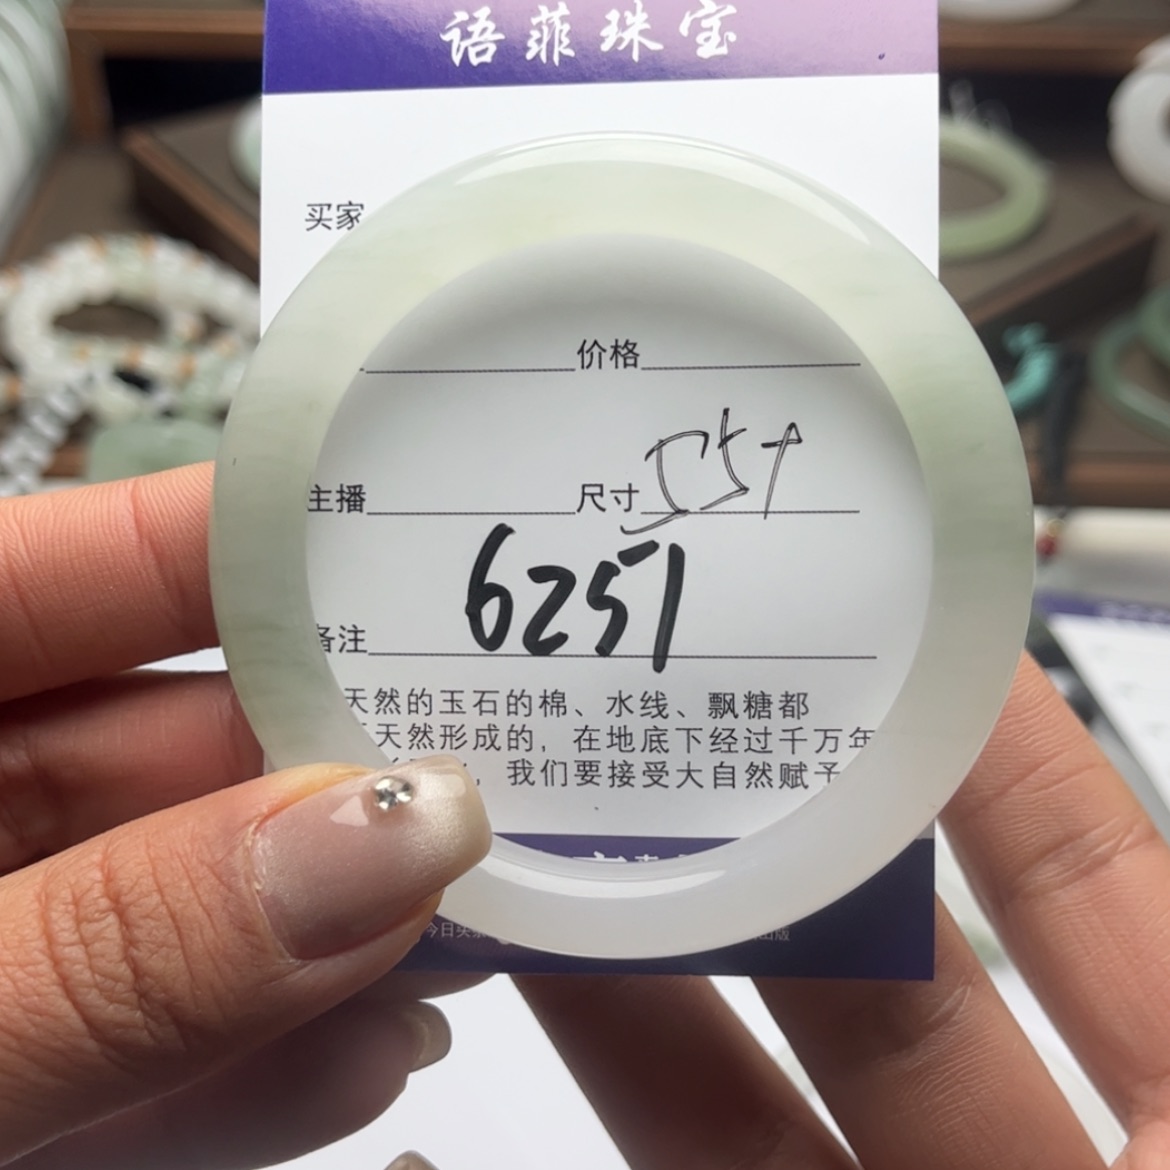 语菲珠宝
买家
价格
主播 尺寸 55+
备注 6251
天然的玉石的棉、水线、飘糖都
天然形成的，在地底下经过千万年
，我们要接受大自然赋予